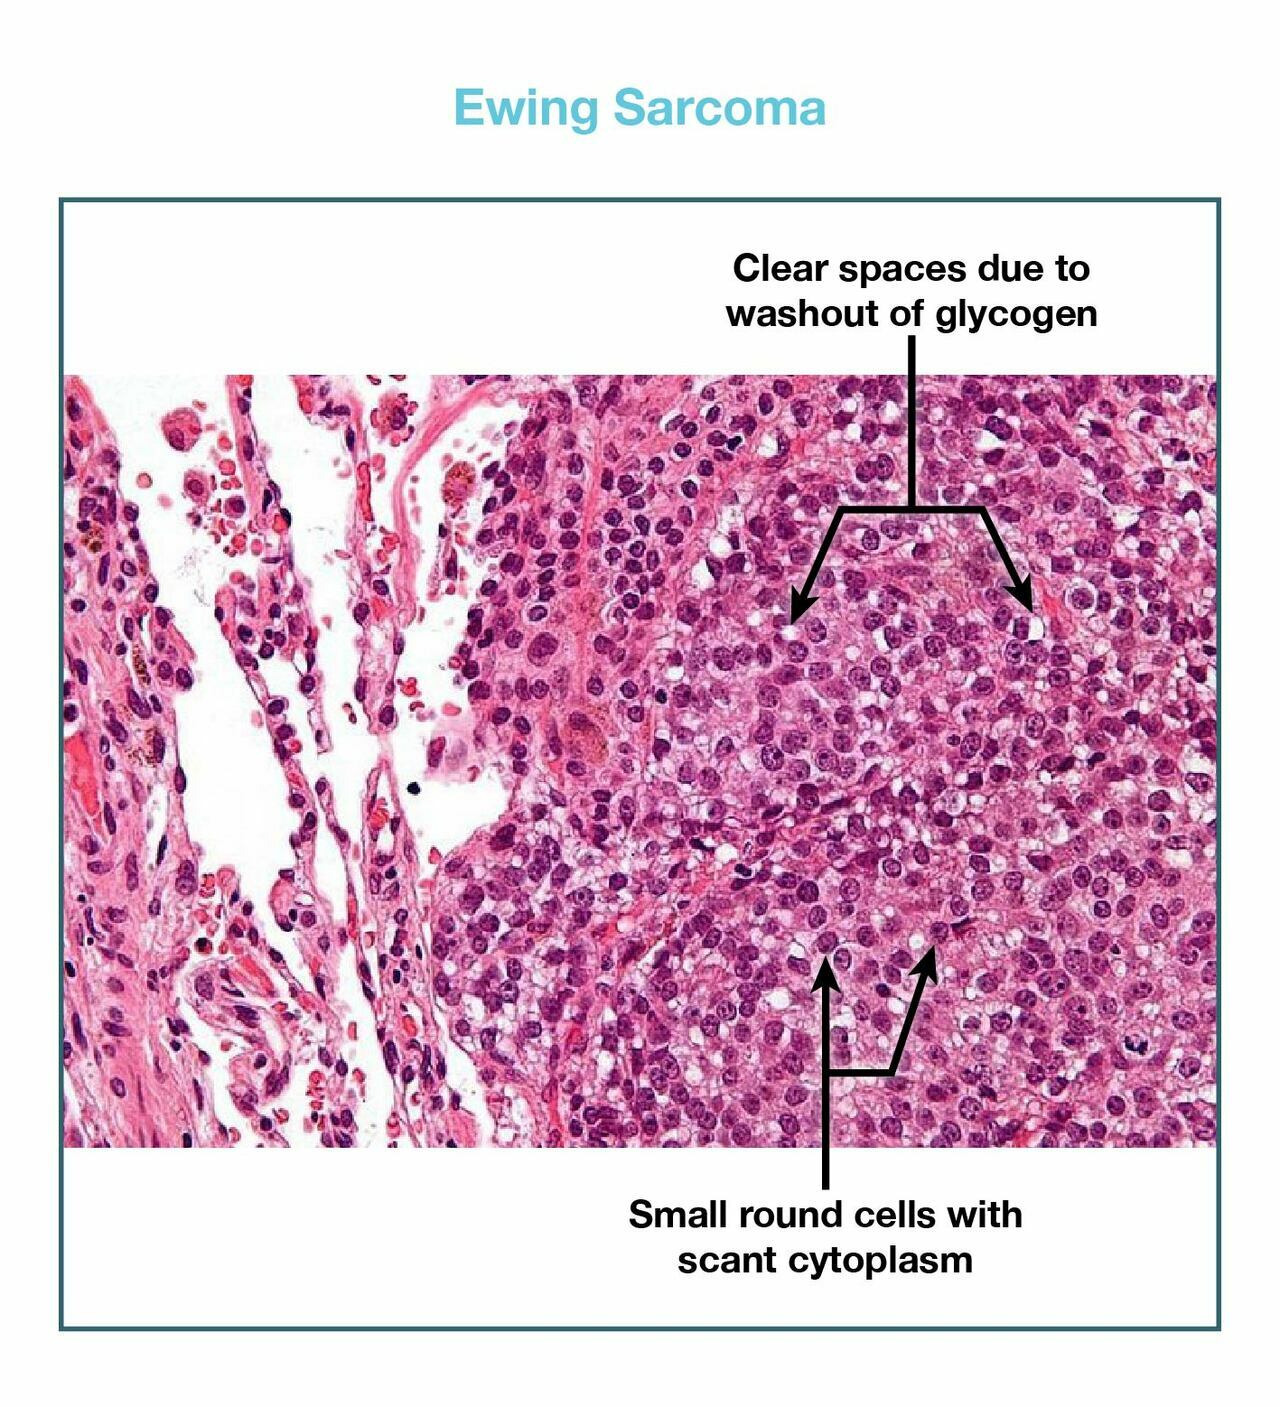 Ewing Sarcoma
Clear spaces due to
washout of glycogen
Small round cells with
scant cytoplasm